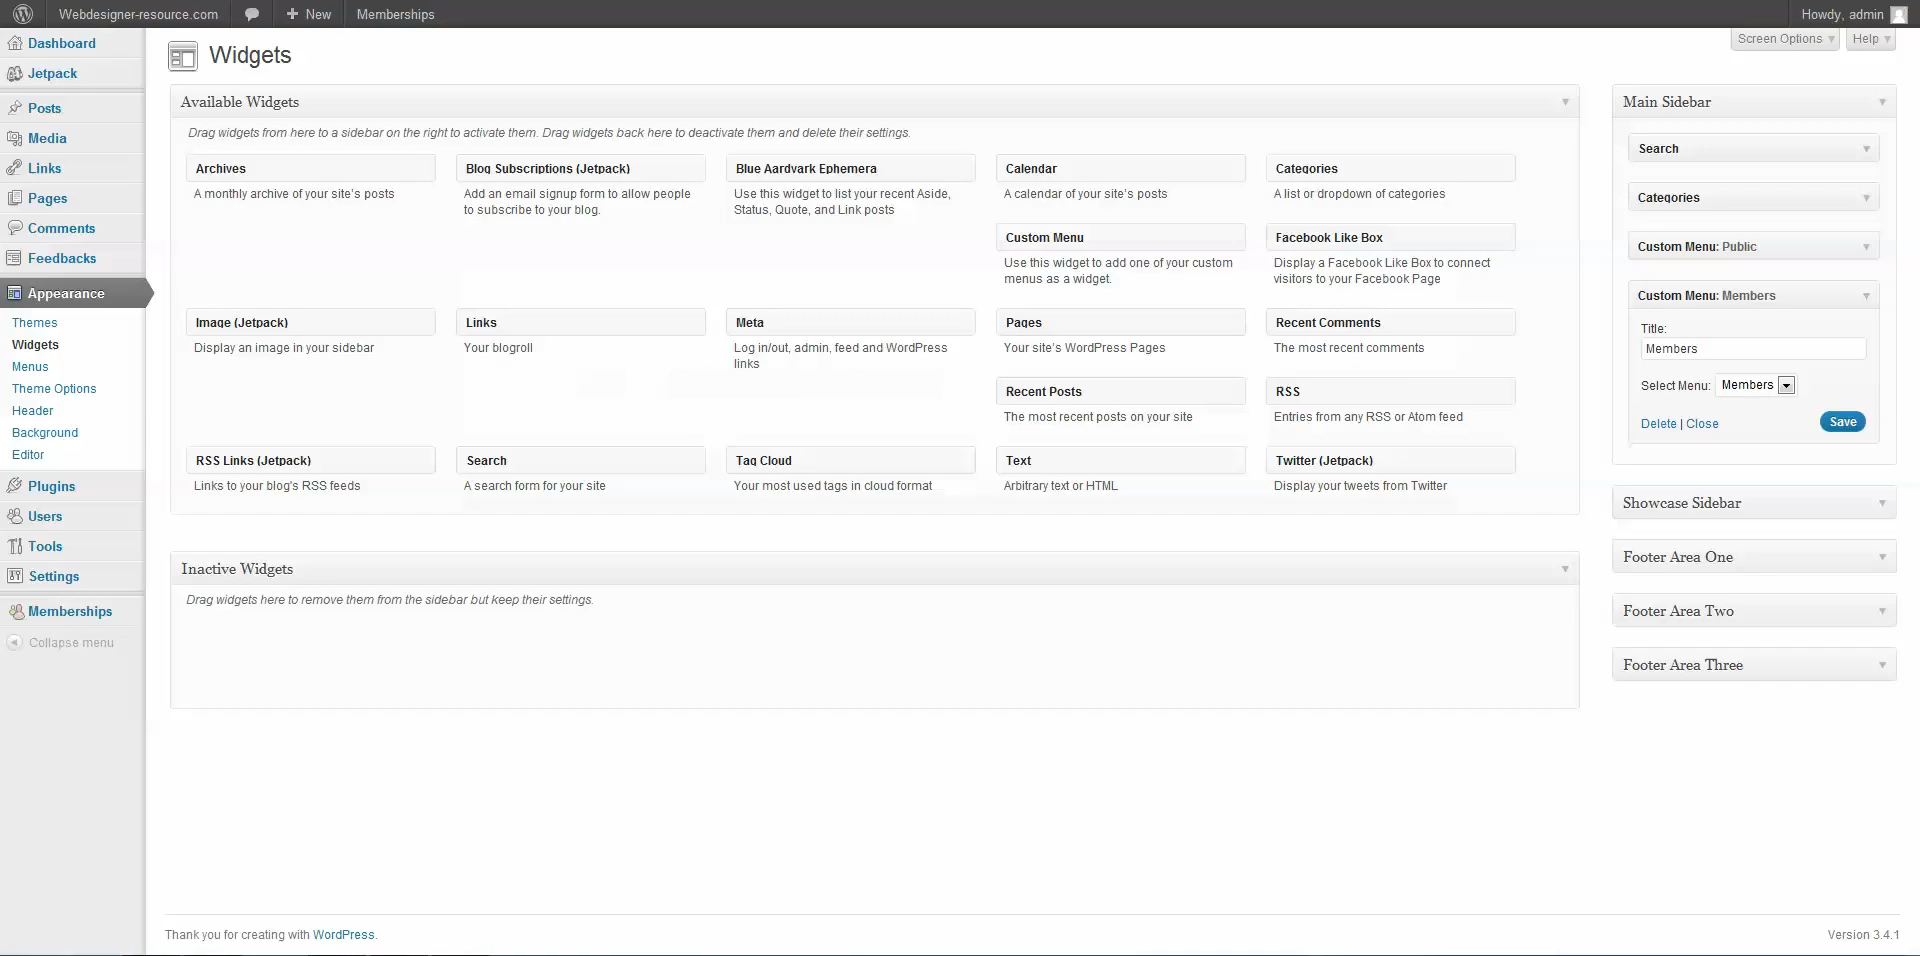 Webdesigner-resource.com
New
Memberships
Howdy, admin
Dashboard
Jetpack
Posts
Media
Links
Pages
Comments
Feedbacks
Appearance
Themes
Widgets
Menus
Theme Options
Header
Background
Editor
Plugins
Users
Tools
Settings
Memberships
Collapse menu
Screen Options
Help
Widgets
Available Widgets
Drag widgets from here to a sidebar on the right to activate them. Drag widgets back here to deactivate them and delete their settings.
Archives
A monthly archive of your site's posts
Blog Subscriptions (Jetpack)
Add an email signup form to allow people
to subscribe to your blog.
Blue Aardvark Ephemera
Use this widget to list your recent Aside,
Status, Quote, and Link posts
Calendar
A calendar of your site's posts
Categories
A list or dropdown of categories
Custom Menu
Use this widget to add one of your custom
menus as a widget.
Facebook Like Box
Display a Facebook Like Box to connect
visitors to your Facebook Page
Image (Jetpack)
Display an image in your sidebar
Links
Your blogroll
Meta
Log in/out, admin, feed and WordPress
links
Pages
Your site's WordPress Pages
Recent Comments
The most recent comments
Recent Posts
The most recent posts on your site
RSS
Entries from any RSS or Atom feed
RSS Links (Jetpack)
Links to your blog's RSS feeds
Search
A search form for your site
Tag Cloud
Your most used tags in cloud format
Text
Arbitrary text or HTML
Twitter (Jetpack)
Display your tweets from Twitter
Inactive Widgets
Drag widgets here to remove them from the sidebar but keep their settings.
Main Sidebar
Search
Categories
Custom Menu: Public
Custom Menu: Members
Title:
Members
Select Menu: Members
Delete | Close
Save
Showcase Sidebar
Footer Area One
Footer Area Two
Footer Area Three
Thank you for creating with WordPress.
Version 3.4.1